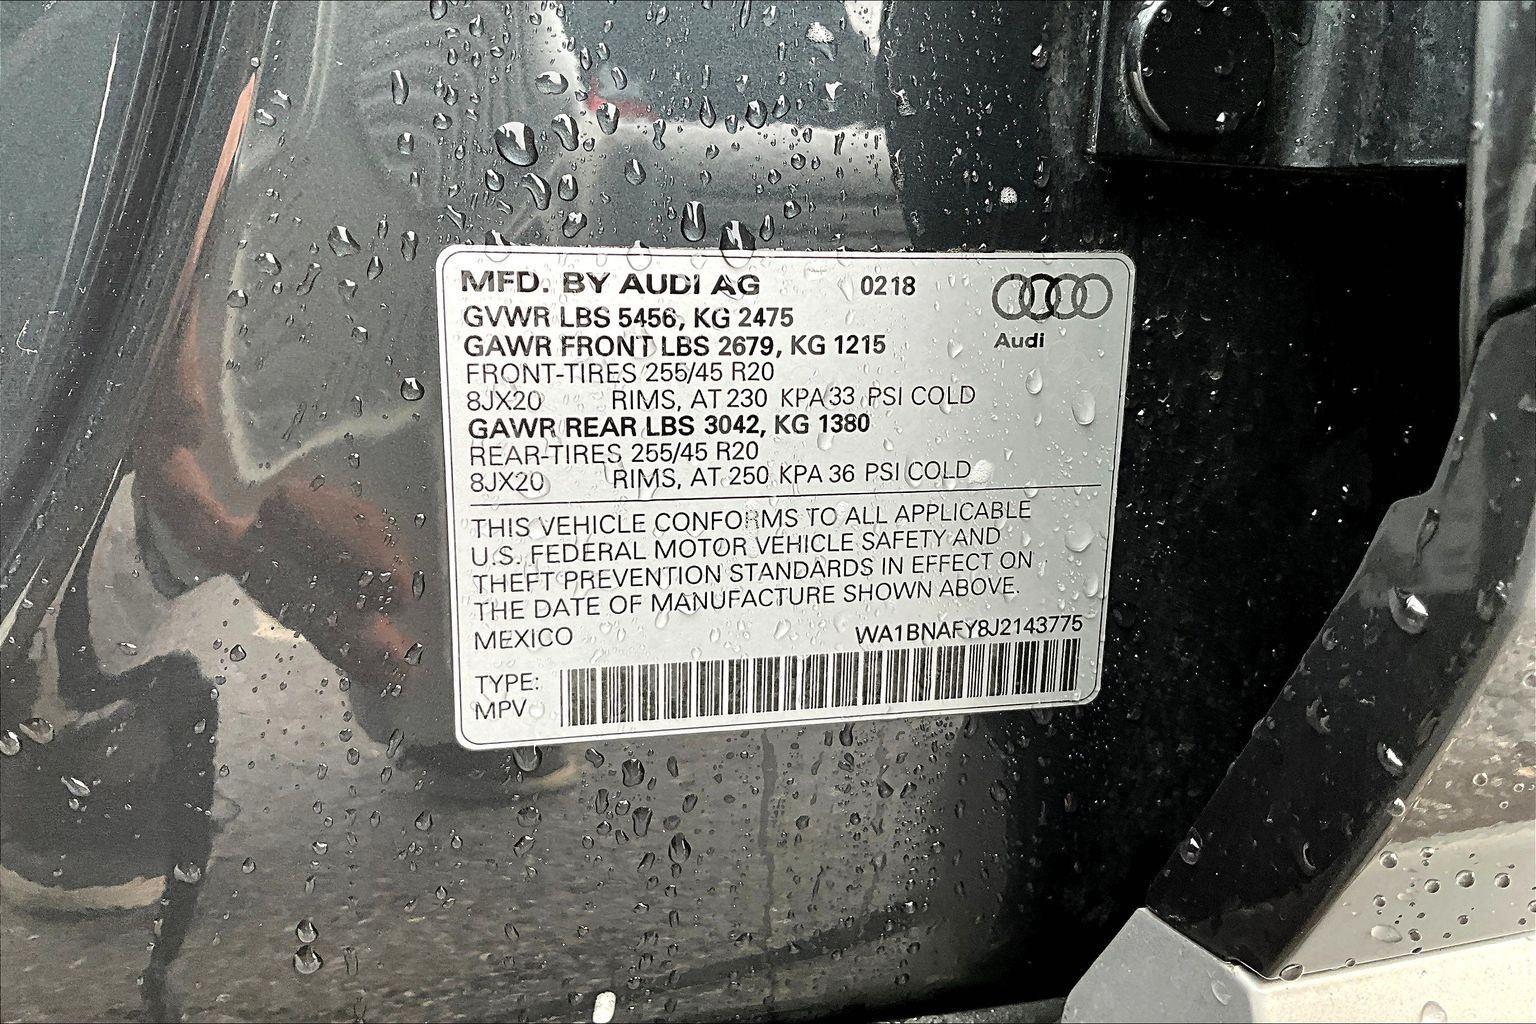 MFD. BY AUDI AG 0218
Audi
GVWR LBS 5456, KG 2475
GAWR FRONT LBS 2679, KG 1215
FRONT-TIRES 255/45 R20
8JX20 RIMS, AT 230 KPA 33 PSI COLD
GAWR REAR LBS 3042, KG 1380
REAR-TIRES 255/45 R20
8JX20 RIMS, AT 250 KPA 36 PSI COLD
THIS VEHICLE CONFORMS TO ALL APPLICABLE
U.S. FEDERAL MOTOR VEHICLE SAFETY AND
THEFT PREVENTION STANDARDS IN EFFECT ON
THE DATE OF MANUFACTURE SHOWN ABOVE.
MEXICO WA1BNAFY8J2143775
TYPE:
MPV